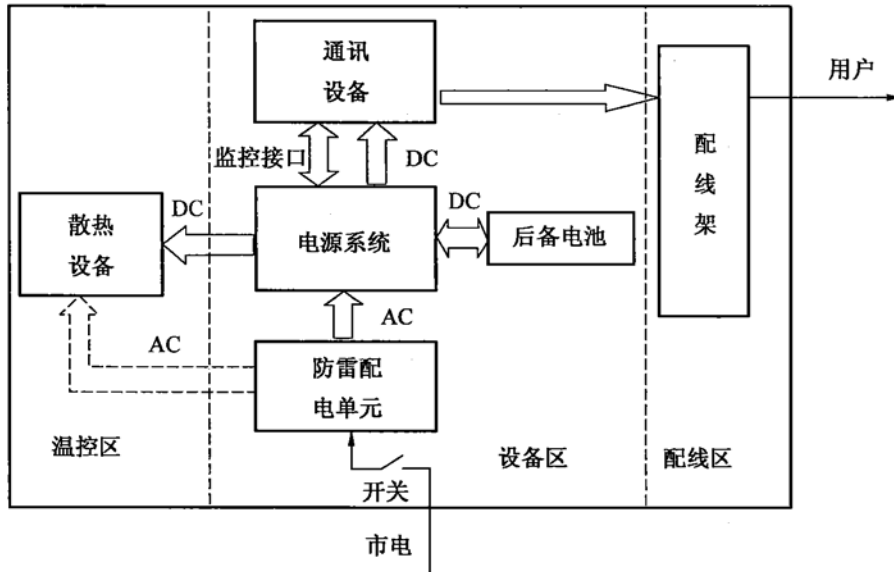 通讯
设备
用户
监控接口
DC
配
线
架
散热
设备
DC
电源系统
DC
后备电池
AC
AC
防雷配
电单元
温控区
设备区
配线区
开关
市电